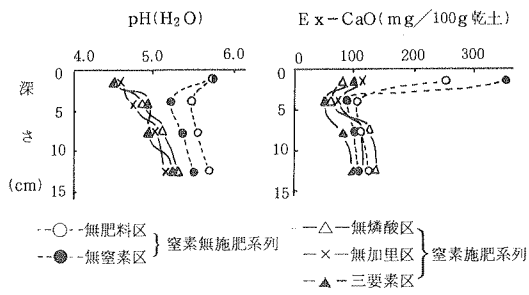 pH(H₂O)
4.0 5.0 6.0
深さ
(cm)
0
5
10
15
Ex-CaO(mg/100g乾土)
0 100 200 300
0
5
10
15
無肥料区
無窒素区
窒素無施肥系列
無燐酸区
無加里区
三要素区
窒素施肥系列